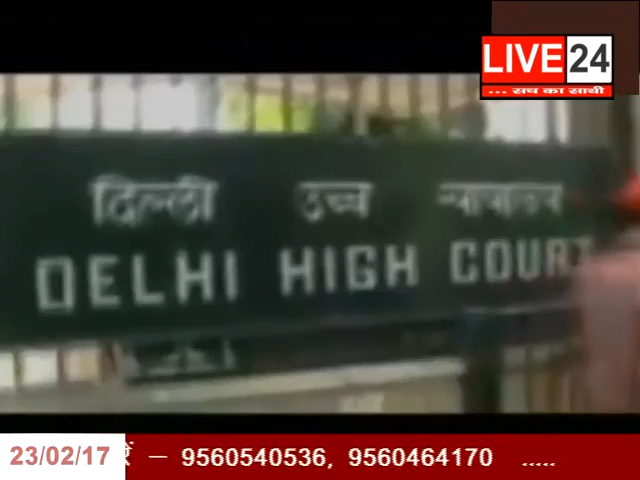 LIVE 24
... सच का साथी
दिल्ली उच्च न्यायालय
DELHI HIGH COURT
23/02/17 रें – 9560540536, 9560464170 .....